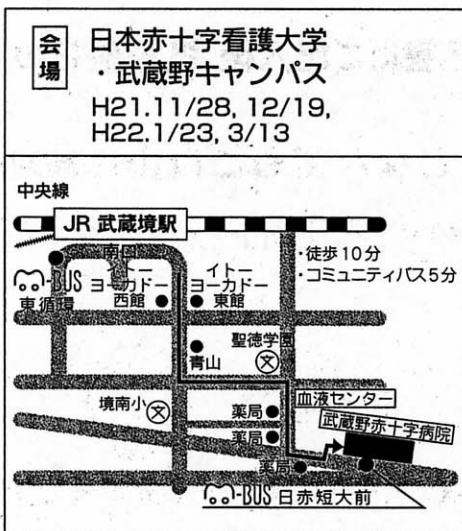 会場
日本赤十字看護大学
・武蔵野キャンパス
H21.11/28, 12/19,
H22.1/23, 3/13
中央線
JR 武蔵境駅
南口
・徒歩10分
・コミュニティバス5分
-BUS
東循環
イトーヨーカドー西館
イトーヨーカドー東館
青山
聖徳学園
文
境南小
文
血液センター
薬局
薬局
薬局
武蔵野赤十字病院
-BUS 日赤短大前